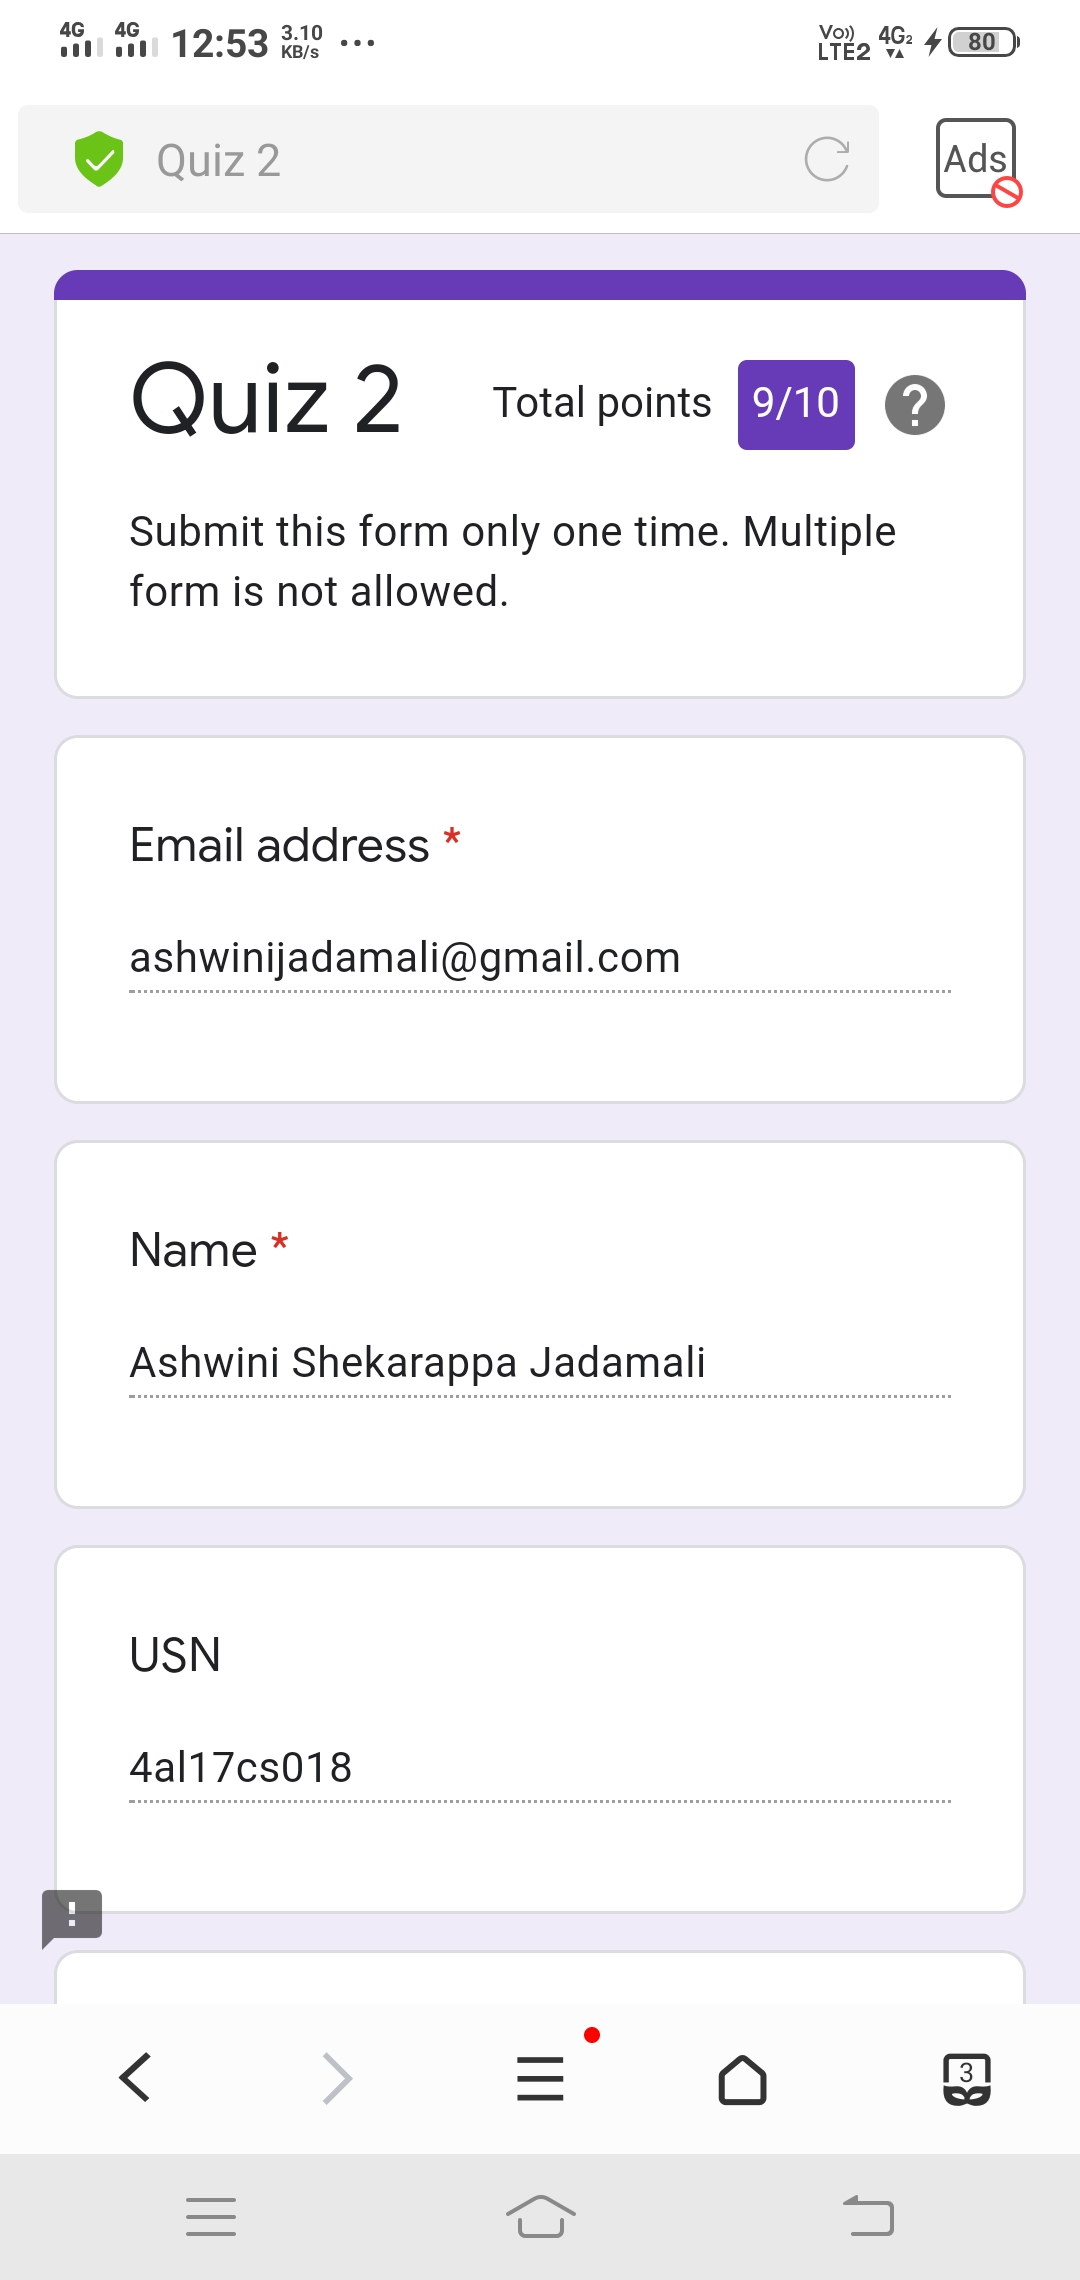 4G 4G 12:53 3.10 KB/s ... Vo)) LTE2 4G2 80
Quiz 2 Ads
Quiz 2 Total points 9/10 ?
Submit this form only one time. Multiple
form is not allowed.
Email address *
ashwinijadamali@gmail.com
Name *
Ashwini Shekarappa Jadamali
USN
4al17cs018
!
3